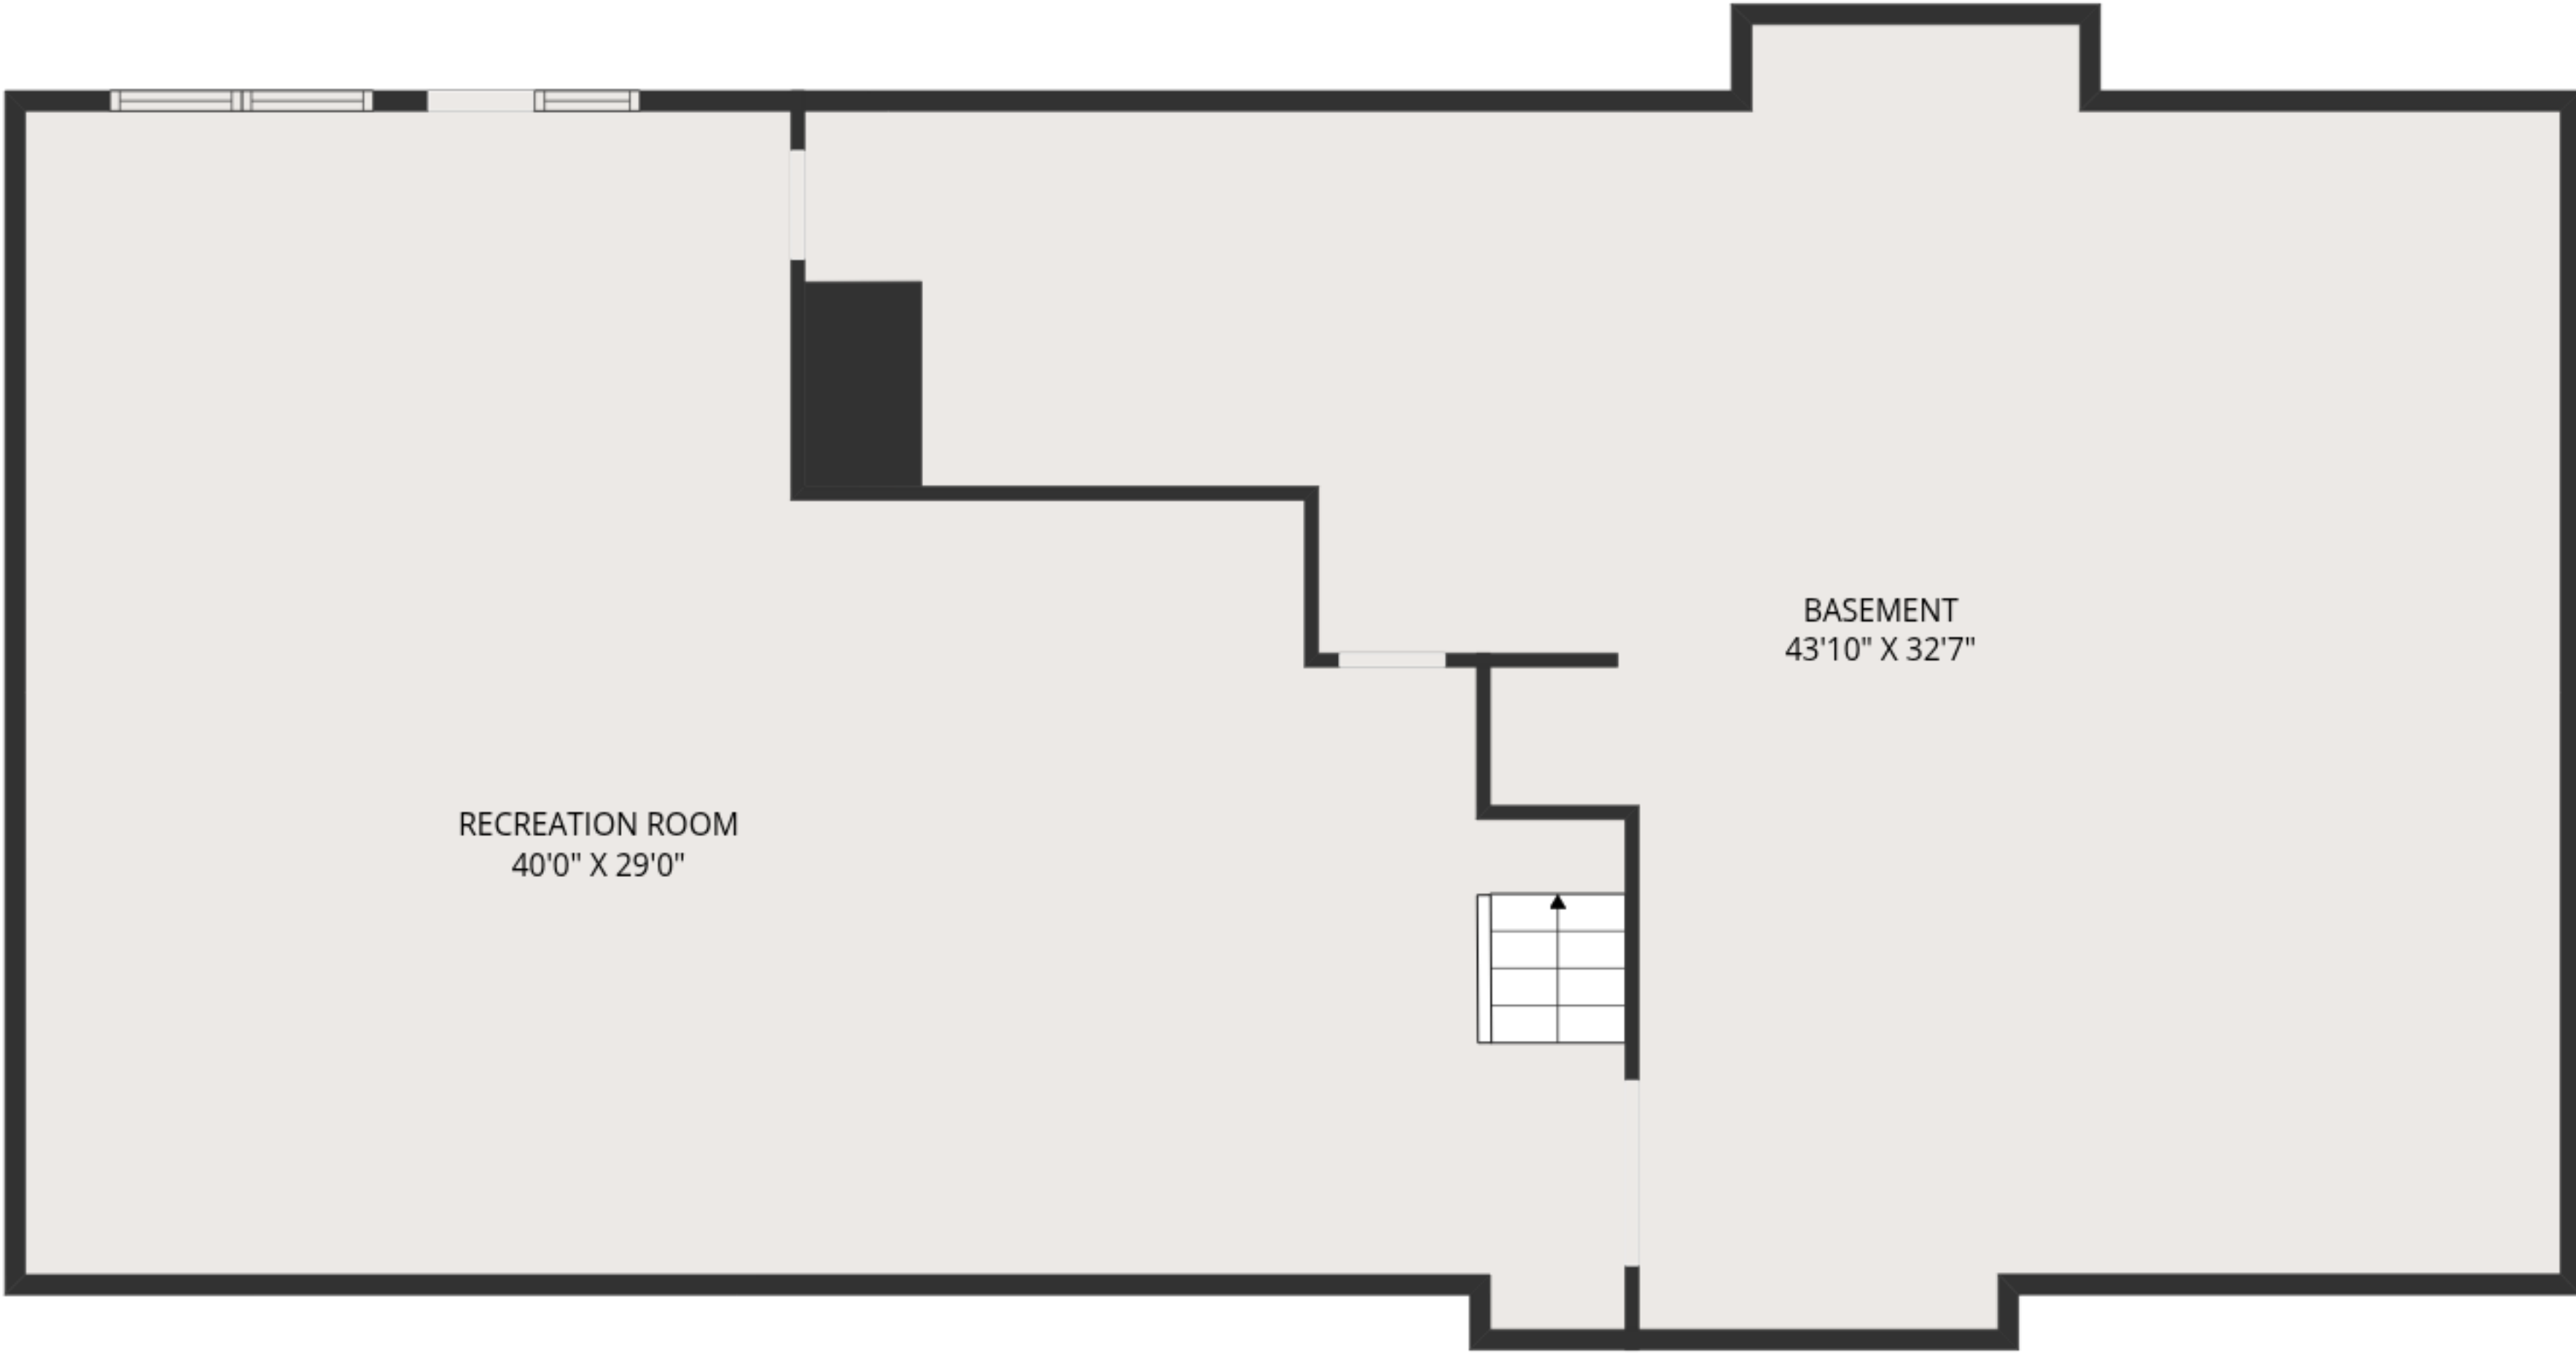 BASEMENT
43'10" X 32'7"
RECREATION ROOM
40'0" X 29'0"